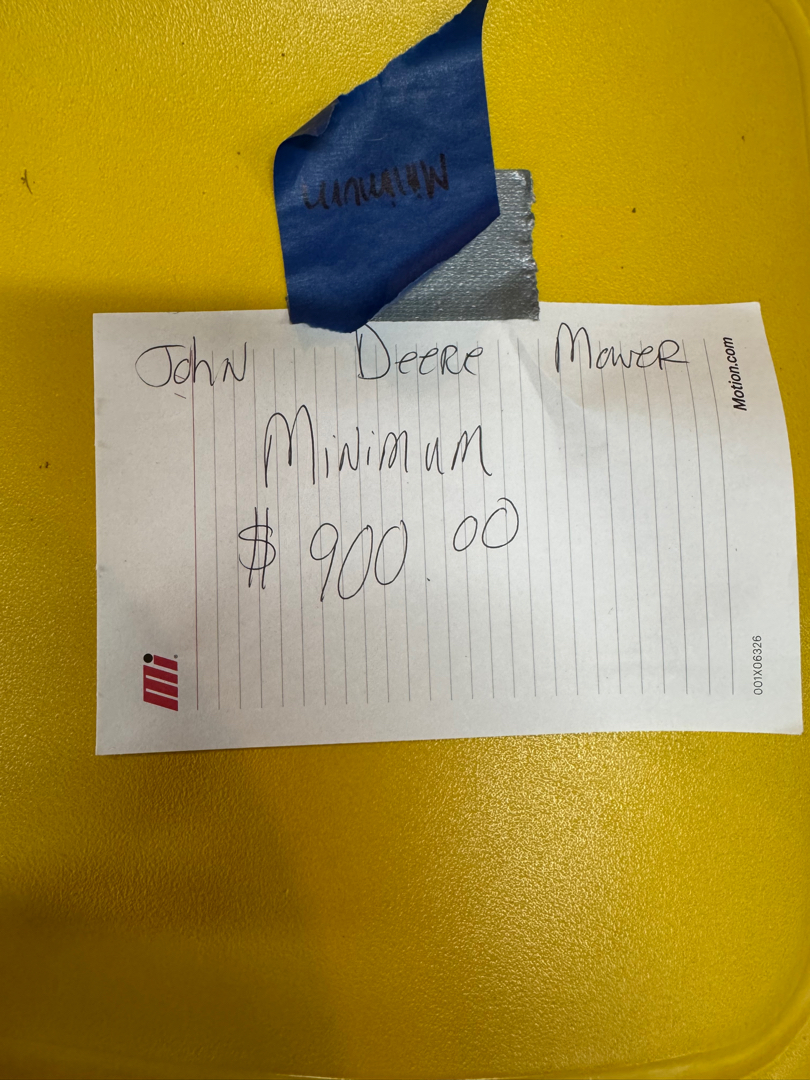 Minimum
John Deere Mower
Minimum
$ 900.00
Motion.com
001X06326